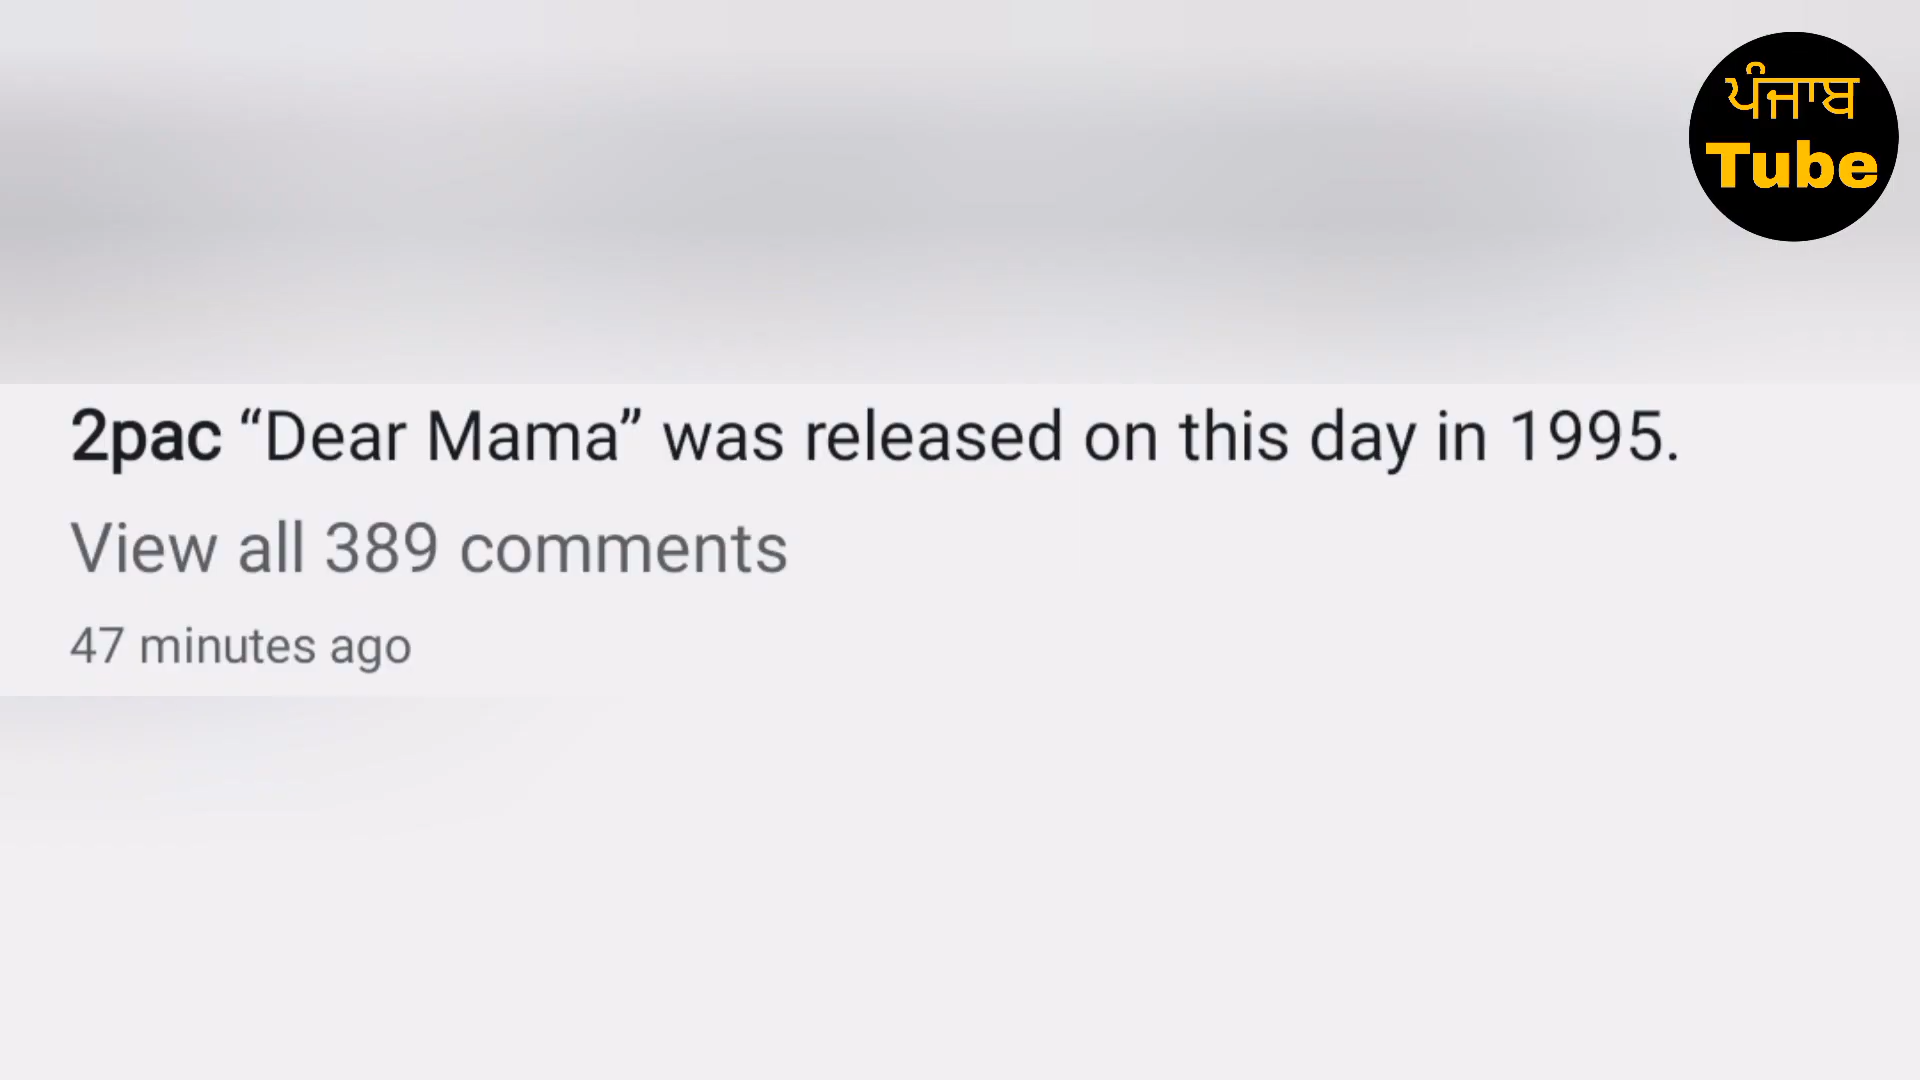 ਪੰਜਾਬ
Tube
2pac “Dear Mama” was released on this day in 1995.
View all 389 comments
47 minutes ago